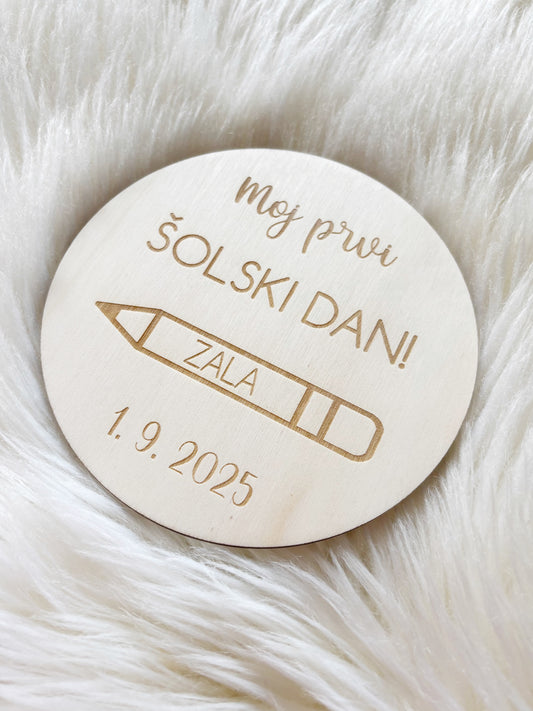 Moj prvi
ŠOLSKI DAN!
ZALA
1. 9. 2025